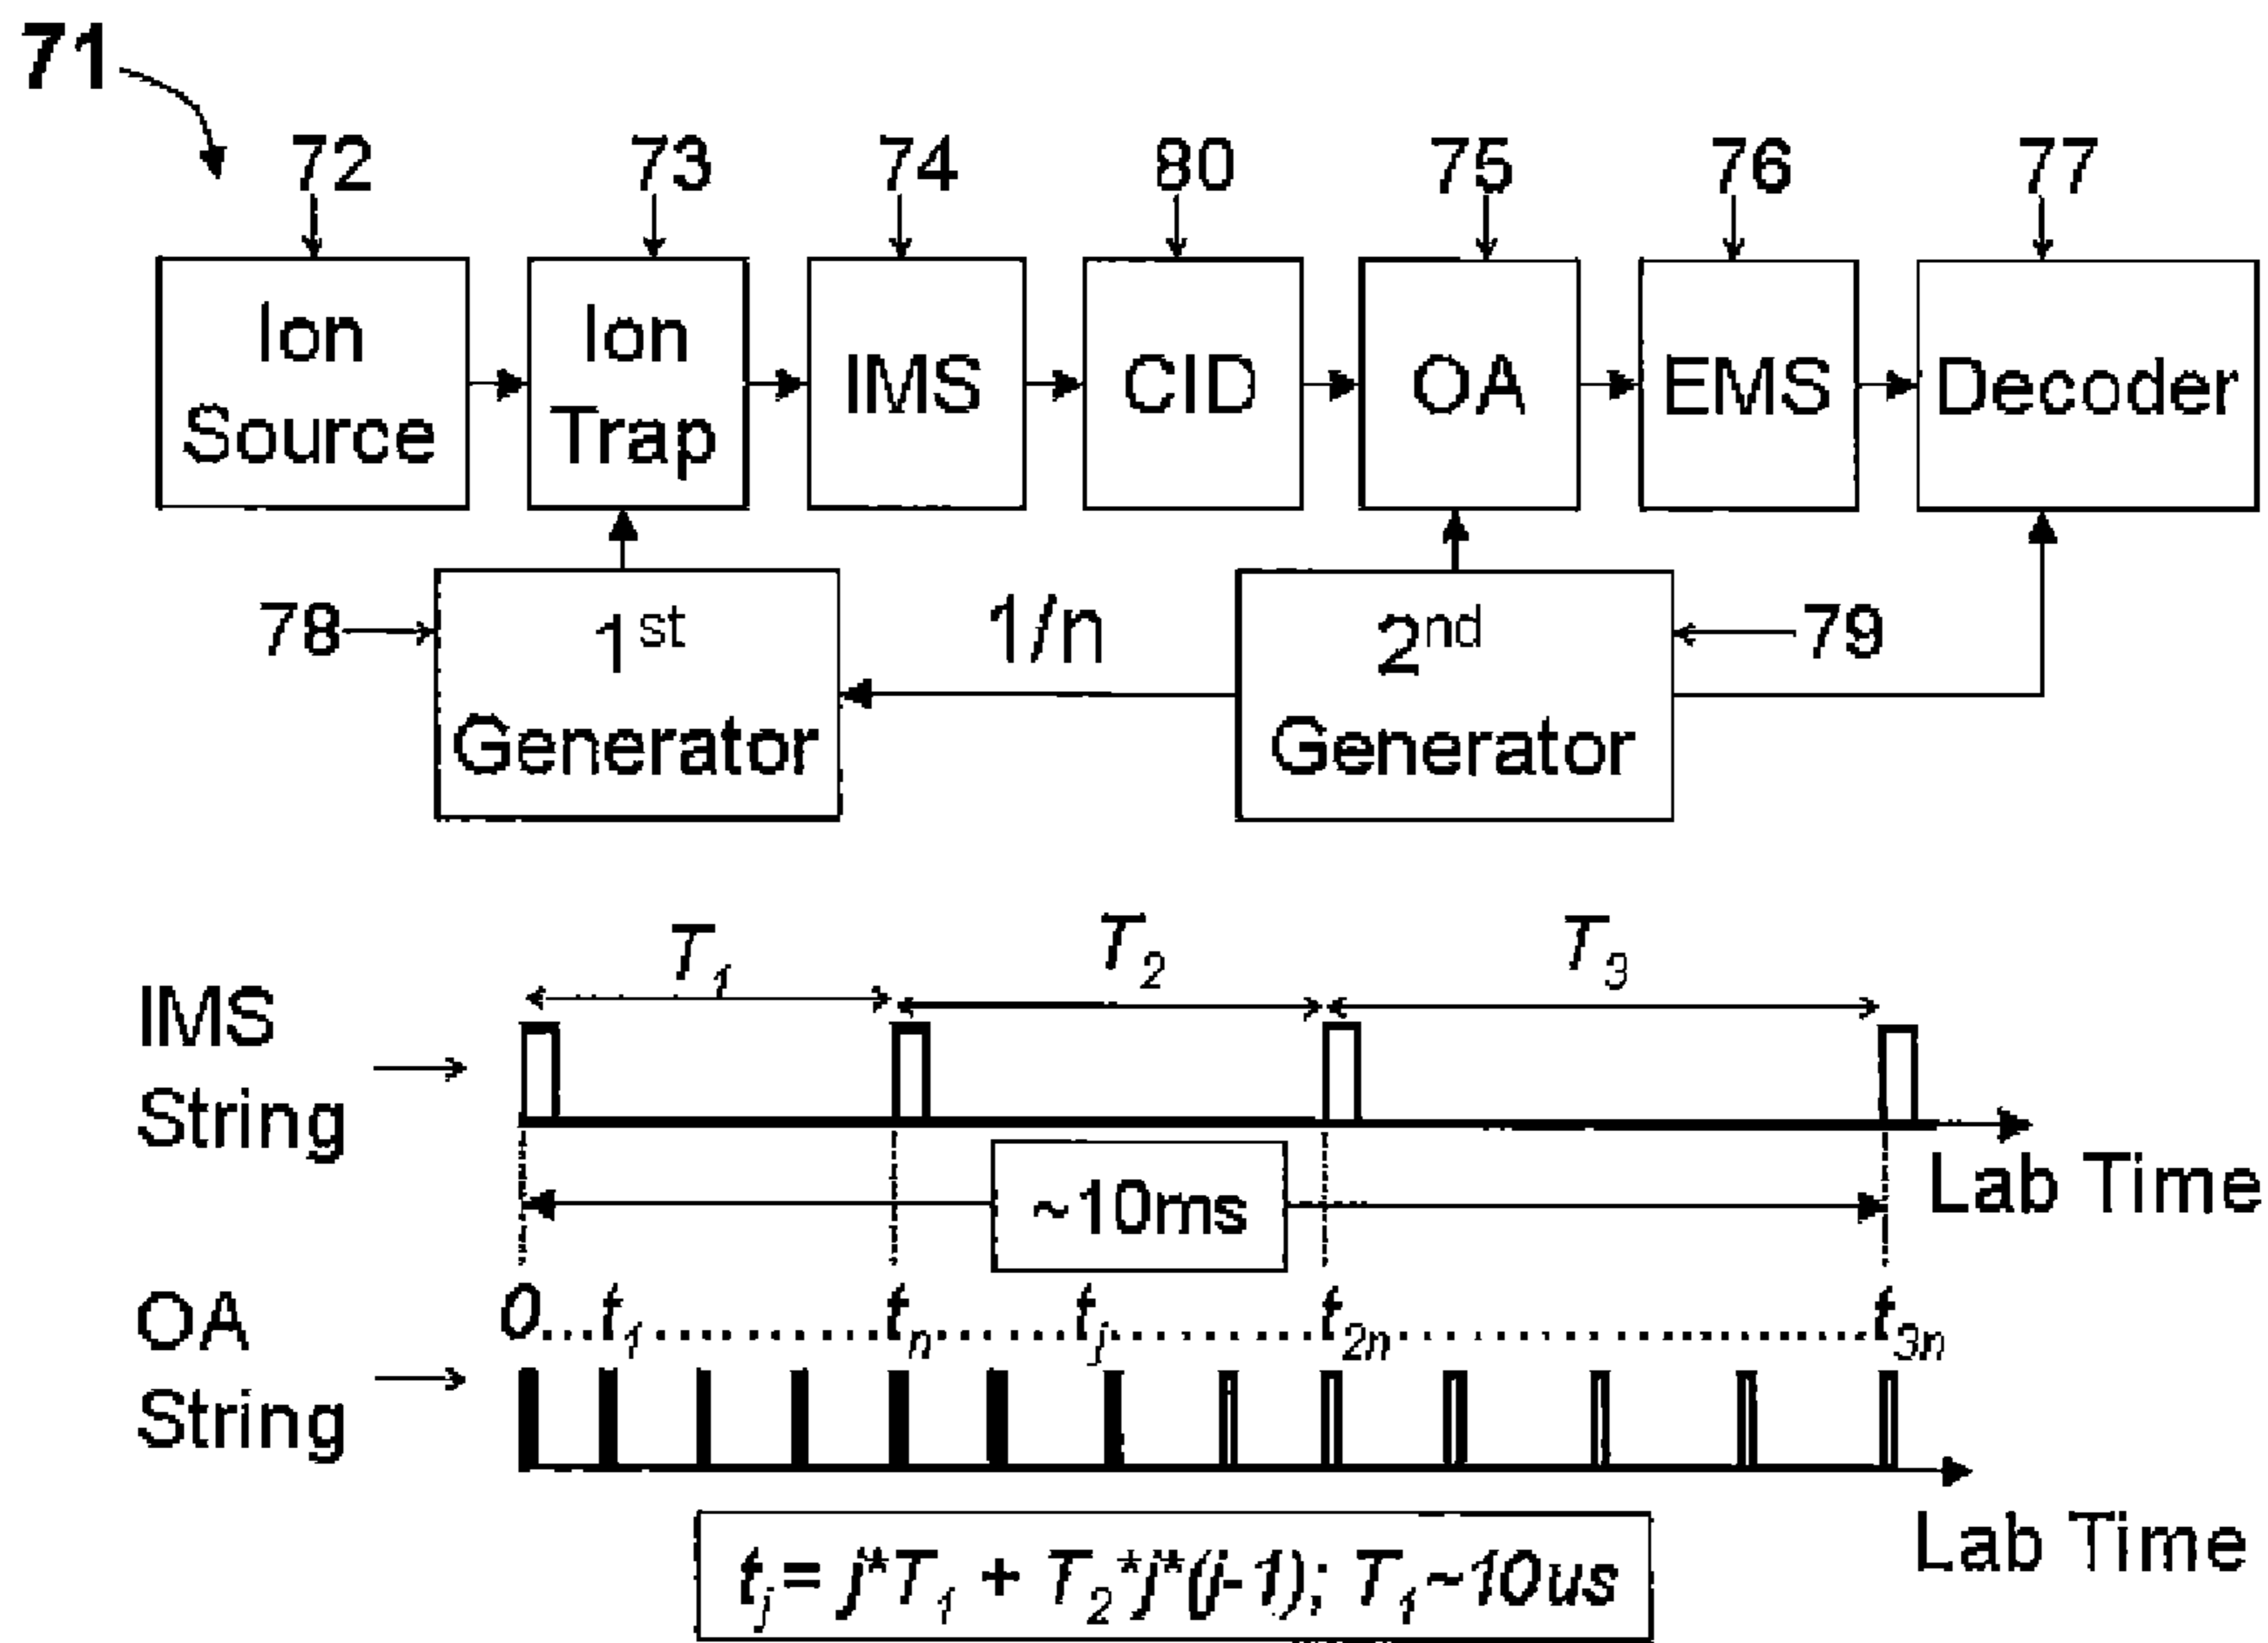 71
72 73 74 80 75 76 77
Ion Source
Ion Trap
IMS
CID
OA
EMS
Decoder
78
1st Generator
1/n
2nd Generator
79
T1 T2 T3
IMS String
Lab Time
~10ms
OA String
0...t1............tn........tj............t2n.....................t3n
Lab Time
tj= j*T1 + T2*j*(j-1); T1~10us